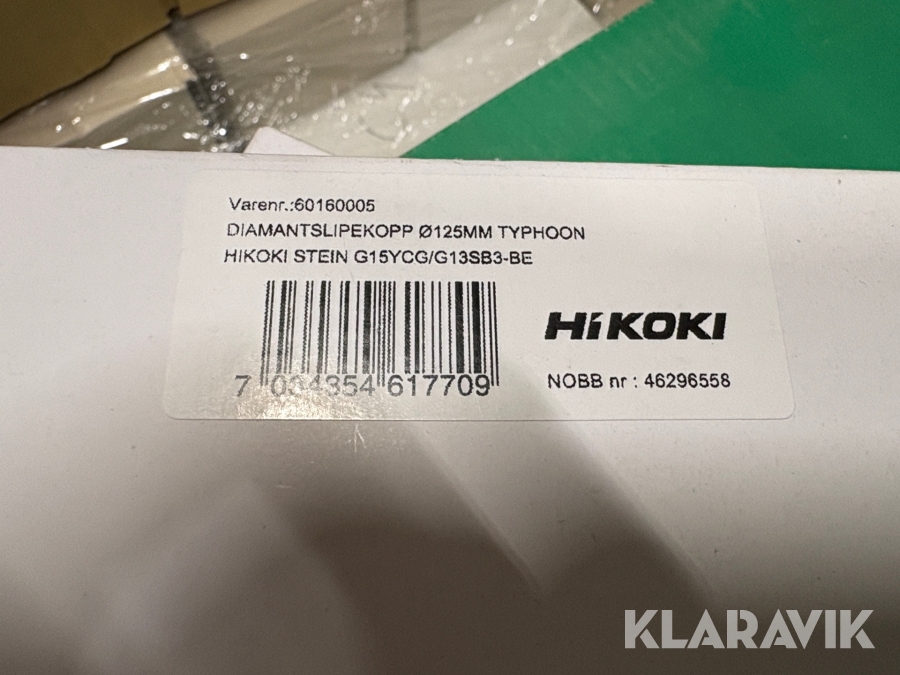 Varenr.:60160005
DIAMANTSLIPEKOPP Ø125MM TYPHOON
HIKOKI STEIN G15YCG/G13SB3-BE
HiKOKI
7 034354 617709
NOBB nr : 46296558
KLARAVIK